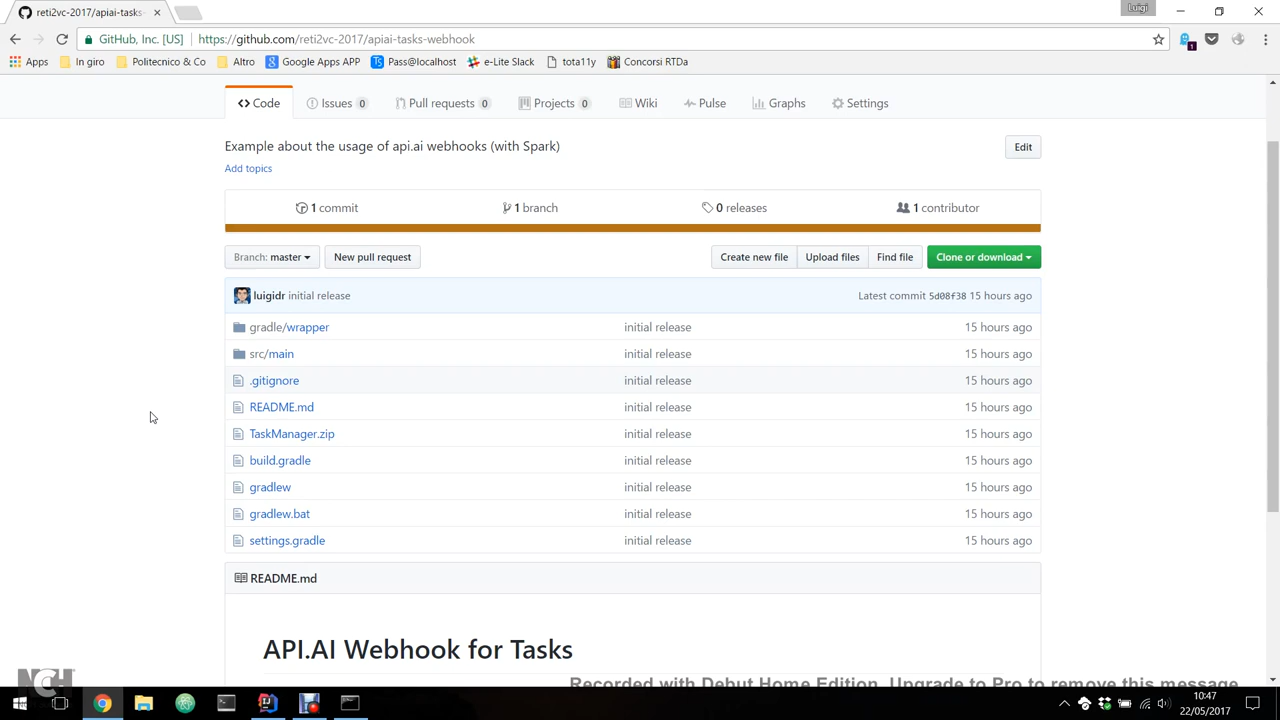 reti2vc-2017/apiai-tasks-
Luigi
GitHub, Inc. [US] https://github.com/reti2vc-2017/apiai-tasks-webhook
1
Apps In giro Politecnico & Co Altro Google Apps APP Pass@localhost e-Lite Slack tota11y Concorsi RTDa
Code Issues 0 Pull requests 0 Projects 0 Wiki Pulse Graphs Settings
Example about the usage of api.ai webhooks (with Spark) Edit
Add topics
1 commit 1 branch 0 releases 1 contributor
Branch: master New pull request Create new file Upload files Find file Clone or download
luigidr initial release Latest commit 5d08f38 15 hours ago
gradle/wrapper initial release 15 hours ago
src/main initial release 15 hours ago
.gitignore initial release 15 hours ago
README.md initial release 15 hours ago
TaskManager.zip initial release 15 hours ago
build.gradle initial release 15 hours ago
gradlew initial release 15 hours ago
gradlew.bat initial release 15 hours ago
settings.gradle initial release 15 hours ago
README.md
API.AI Webhook for Tasks
NCH
Recorded with Debut Home Edition. Upgrade to Pro to remove this message
10:47
22/05/2017